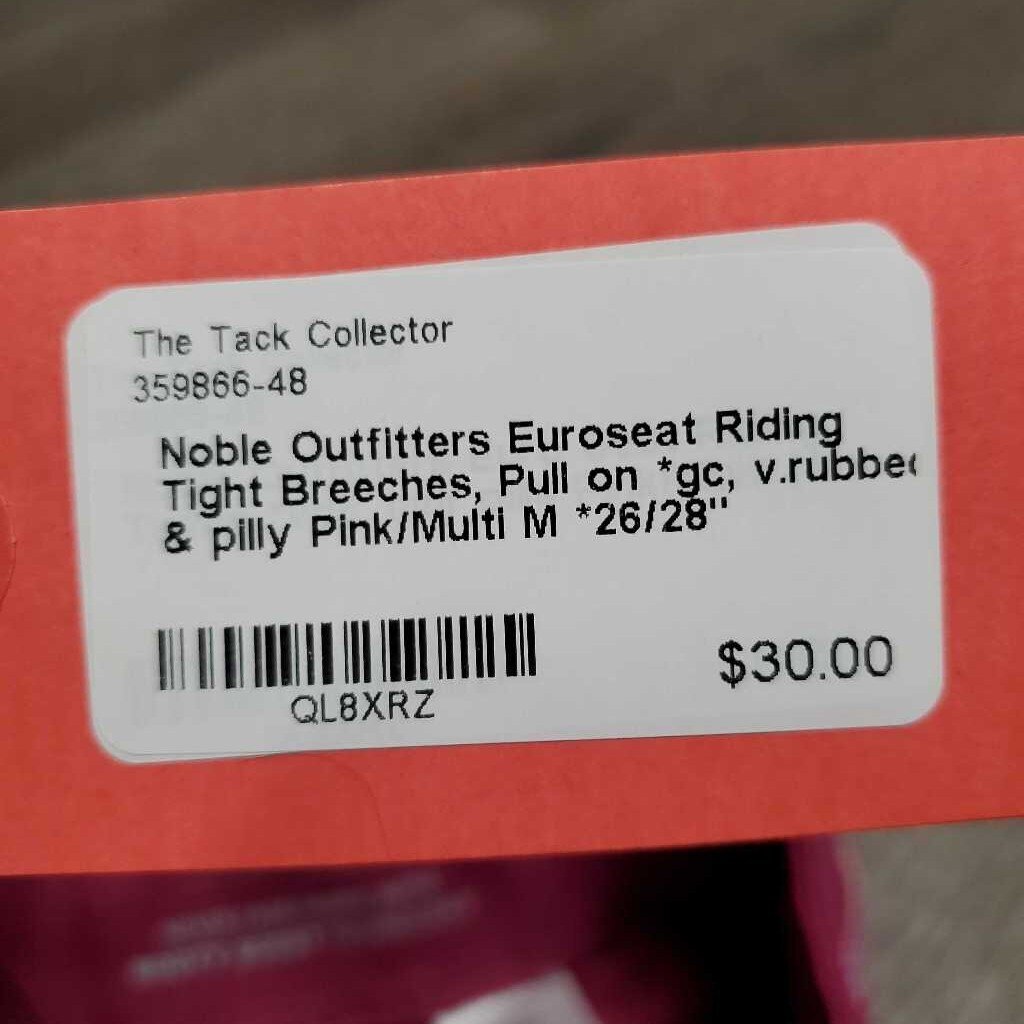 The Tack Collector
359866-48
Noble Outfitters Euroseat Riding
Tight Breeches, Pull on *gc, v.rubbed
& pilly Pink/Multi M *26/28"
QL8XRZ
$30.00